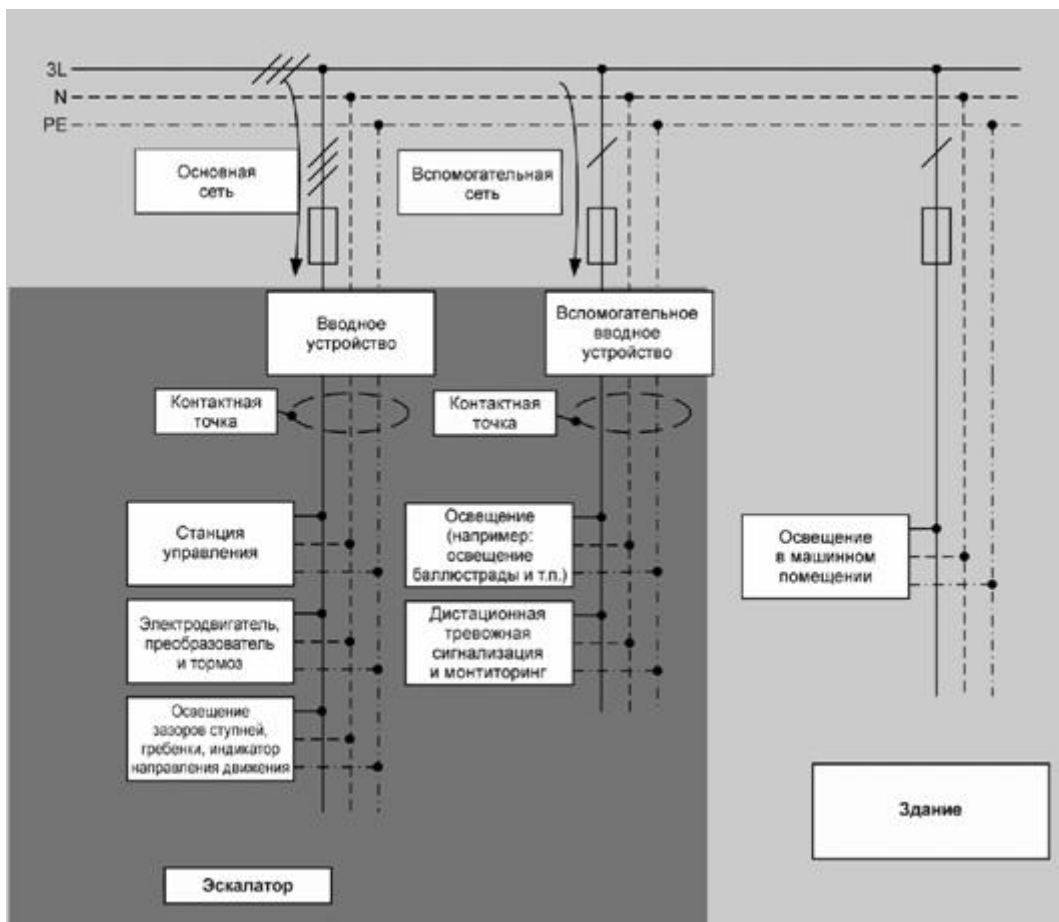 3L
N
PE
Основная
сеть
Вспомогательная
сеть
Вводное
устройство
Вспомогательное
вводное
устройство
Контактная
точка
Контактная
точка
Станция
управления
Освещение
(например:
освещение
баллюстрады и т.п.)
Освещение
в машинном
помещении
Электродвигатель,
преобразователь
и тормоз
Дистационная
тревожная
сигнализация
и монтиторинг
Освещение
зазоров ступней,
гребенки, индикатор
направления движения
Здание
Эскалатор